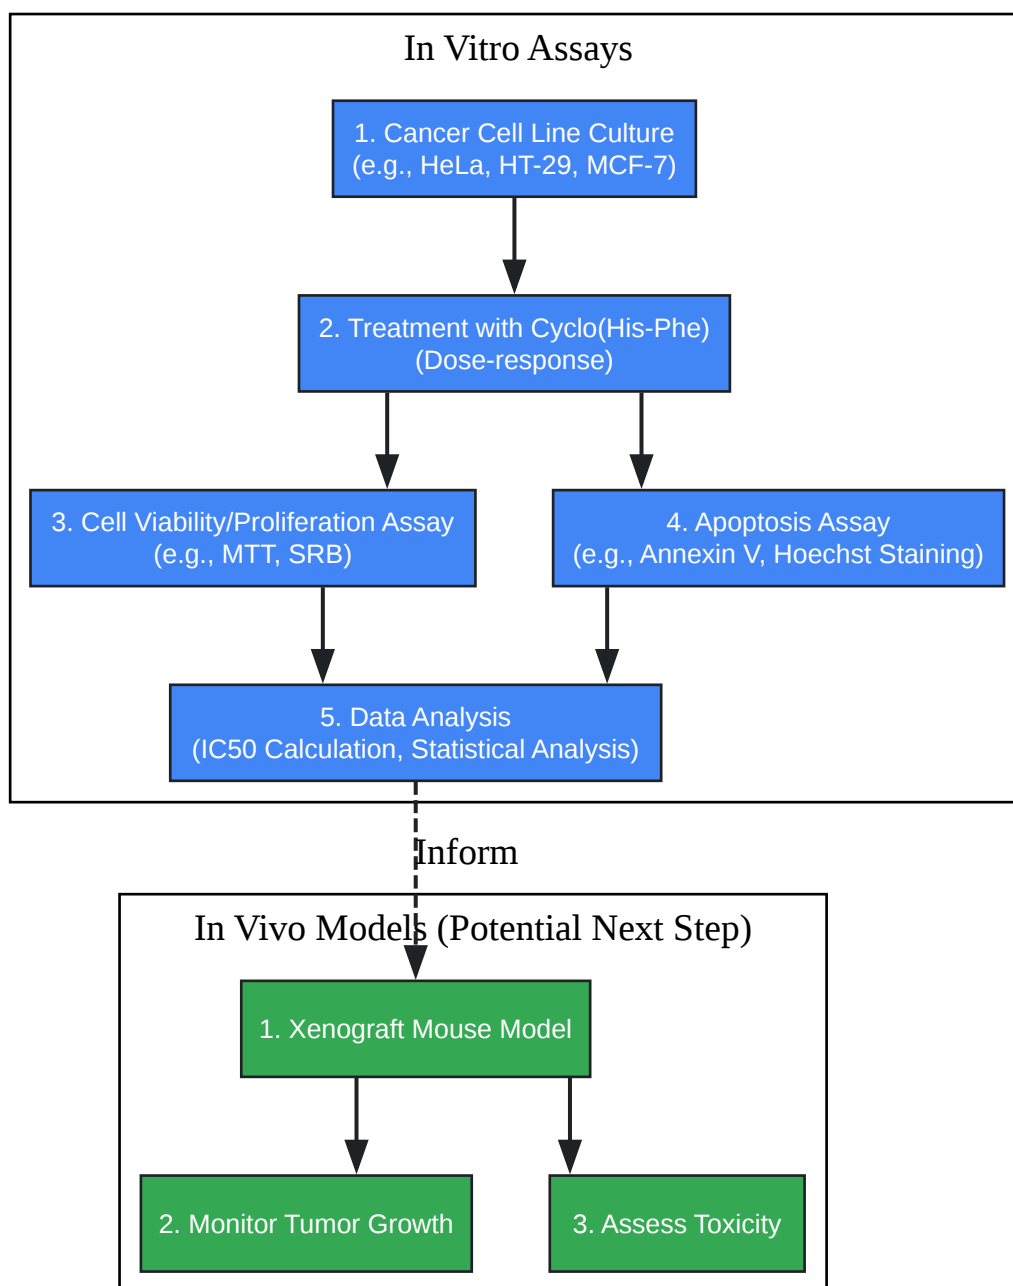 In Vitro Assays
1. Cancer Cell Line Culture
(e.g., HeLa, HT-29, MCF-7)
2. Treatment with Cyclo(His-Phe)
(Dose-response)
3. Cell Viability/Proliferation Assay
(e.g., MTT, SRB)
4. Apoptosis Assay
(e.g., Annexin V, Hoechst Staining)
5. Data Analysis
(IC50 Calculation, Statistical Analysis)
Inform
In Vivo Models (Potential Next Step)
1. Xenograft Mouse Model
2. Monitor Tumor Growth
3. Assess Toxicity